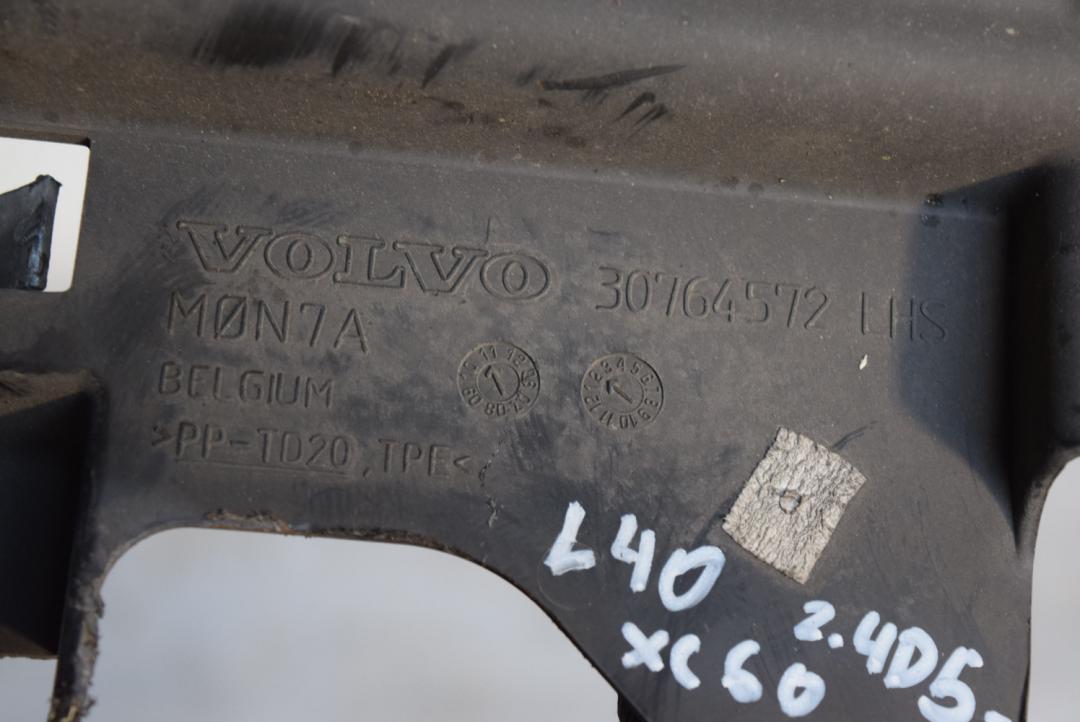 VOLVO 30764572 LHS
MØN7A
BELGIUM
>PP-TD20, TPE<
L40
XC60 2.4D5